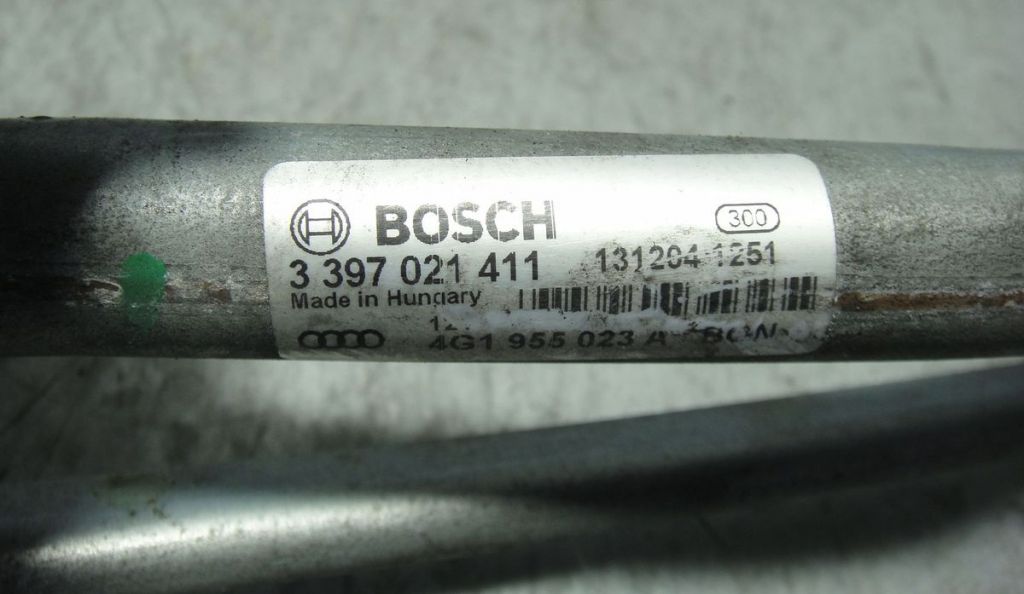 BOSCH 300
3 397 021 411 131204 1251
Made in Hungary
4G1 955 023 A